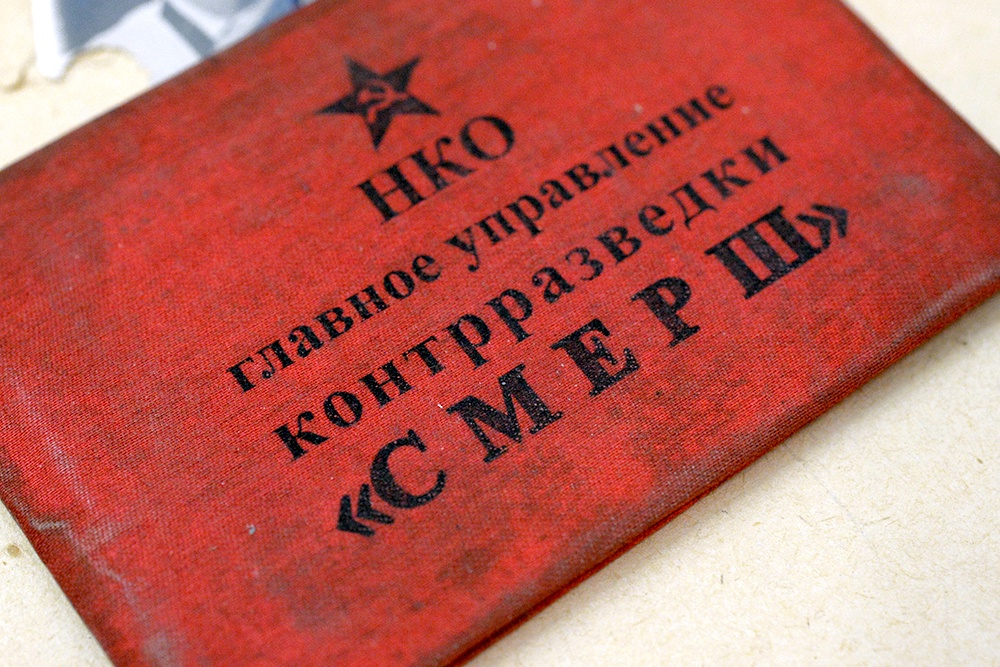 НКО
главное управление
контрразведки
«СМЕРШ»